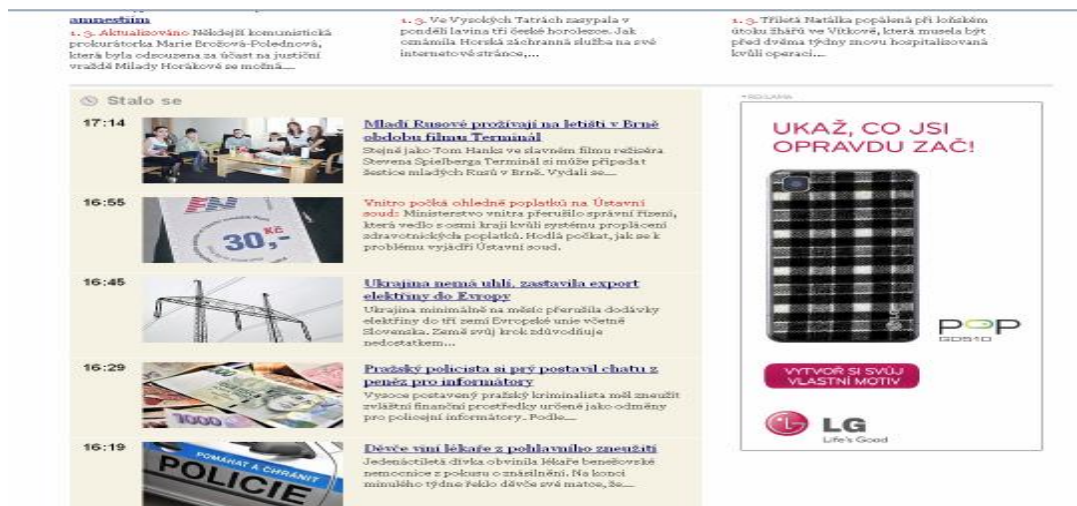 amnestiím
1. 3. Aktualizováno Někdejší komunistická
prokurátorka Marie Brožová-Polednová,
která byla odsouzena za účast na justiční
vraždě Milady Horákové se možná...
1. 3. Ve Vysokých Tatrách zasypala v
pondělí lavina tři české horolezce. Jak
oznámila Horská záchranná služba na své
internetové stránce,...
1. 3. Tříletá Natálka popálená při loňském
útoku žhářů ve Vítkově, která musela být
před dvěma týdny znovu hospitalizovaná
kvůli operaci...
Stalo se
17:14
Mladí Rusové prožívají na letišti v Brně
obdobu filmu Terminál
Stejně jako Tom Hanks ve slavném filmu režiséra
Stevena Spielberga Terminál si může připadat
šestice mladých Rusů v Brně. Vydali se...
16:55
30,- Kč
Vnitro počká ohledně poplatků na Ústavní
soud: Ministerstvo vnitra přerušilo správní řízení,
která vedlo s osmi kraji kvůli systému proplácení
zdravotnických poplatků. Hodlá počkat, jak se k
problému vyjádří Ústavní soud.
16:45
Ukrajina nemá uhlí, zastavila export
elektřiny do Evropy
Ukrajina minimálně na měsíc přerušila dodávky
elektřiny do tří zemí Evropské unie včetně
Slovenska. Země svůj krok zdůvodňuje
nedostatkem...
16:29
1000
Pražský policista si prý postavil chatu z
peněz pro informátory
Vysoce postavený pražský kriminalista měl zneužít
zvláštní finanční prostředky určené jako odměny
pro policejní informátory. Podle...
16:19
POMÁHAT A CHRÁNIT
POLICIE
Děvče viní lékaře z pohlavního zneužití
Jedenáctiletá dívka obvinila lékaře benešovské
nemocnice z pokusu o znásilnění. Na konci
minulého týdne řeklo děvče své matce, že...
REKLAMA
UKAŽ, CO JSI
OPRAVDU ZAČ!
LG
POP
GD510
VYTVOŘ SI SVŮJ
VLASTNÍ MOTIV
LG
Life's Good